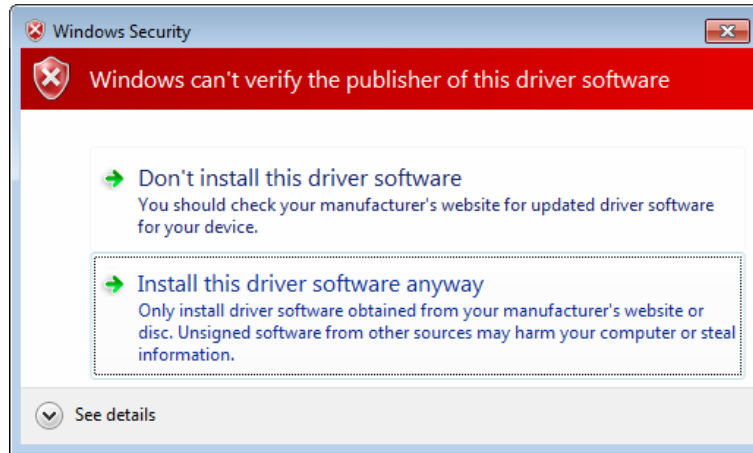 Windows Security
Windows can't verify the publisher of this driver software
Don't install this driver software
You should check your manufacturer's website for updated driver software
for your device.
Install this driver software anyway
Only install driver software obtained from your manufacturer's website or
disc. Unsigned software from other sources may harm your computer or steal
information.
See details